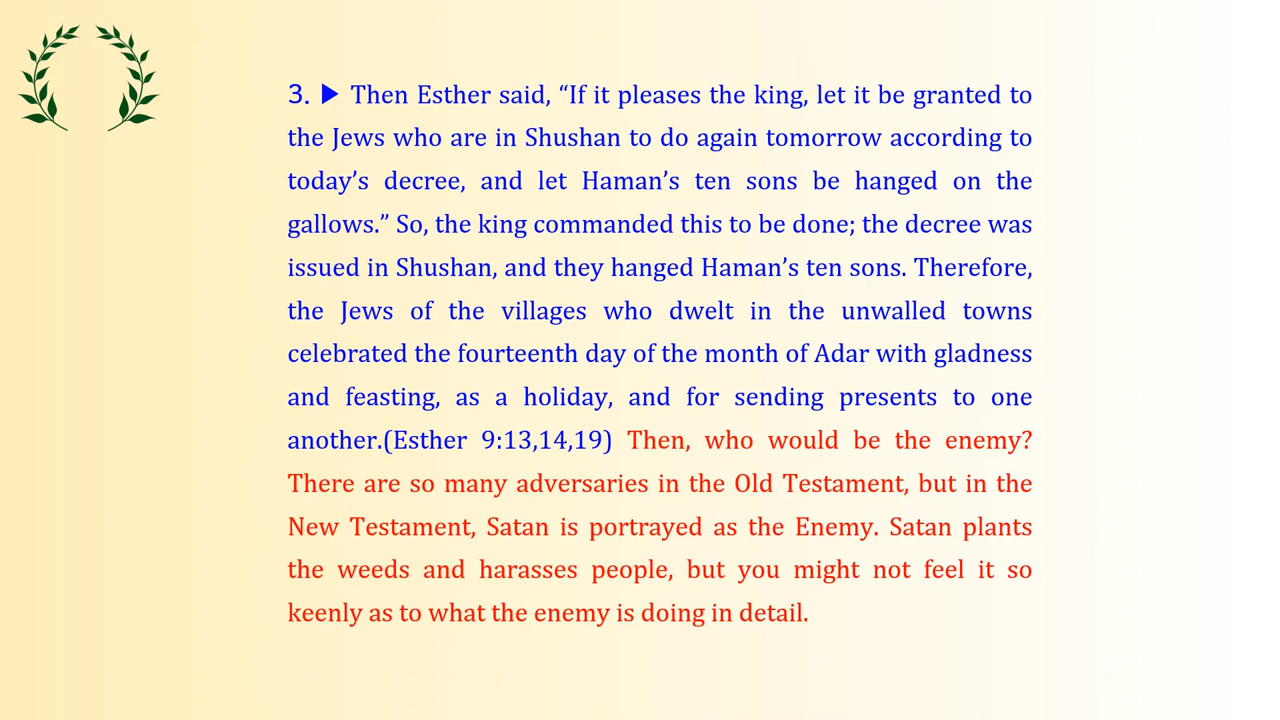 3. ▶ Then Esther said, “If it pleases the king, let it be granted to
the Jews who are in Shushan to do again tomorrow according to
today’s decree, and let Haman’s ten sons be hanged on the
gallows.” So, the king commanded this to be done; the decree was
issued in Shushan, and they hanged Haman’s ten sons. Therefore,
the Jews of the villages who dwelt in the unwalled towns
celebrated the fourteenth day of the month of Adar with gladness
and feasting, as a holiday, and for sending presents to one
another.(Esther 9:13,14,19) Then, who would be the enemy?
There are so many adversaries in the Old Testament, but in the
New Testament, Satan is portrayed as the Enemy. Satan plants
the weeds and harasses people, but you might not feel it so
keenly as to what the enemy is doing in detail.